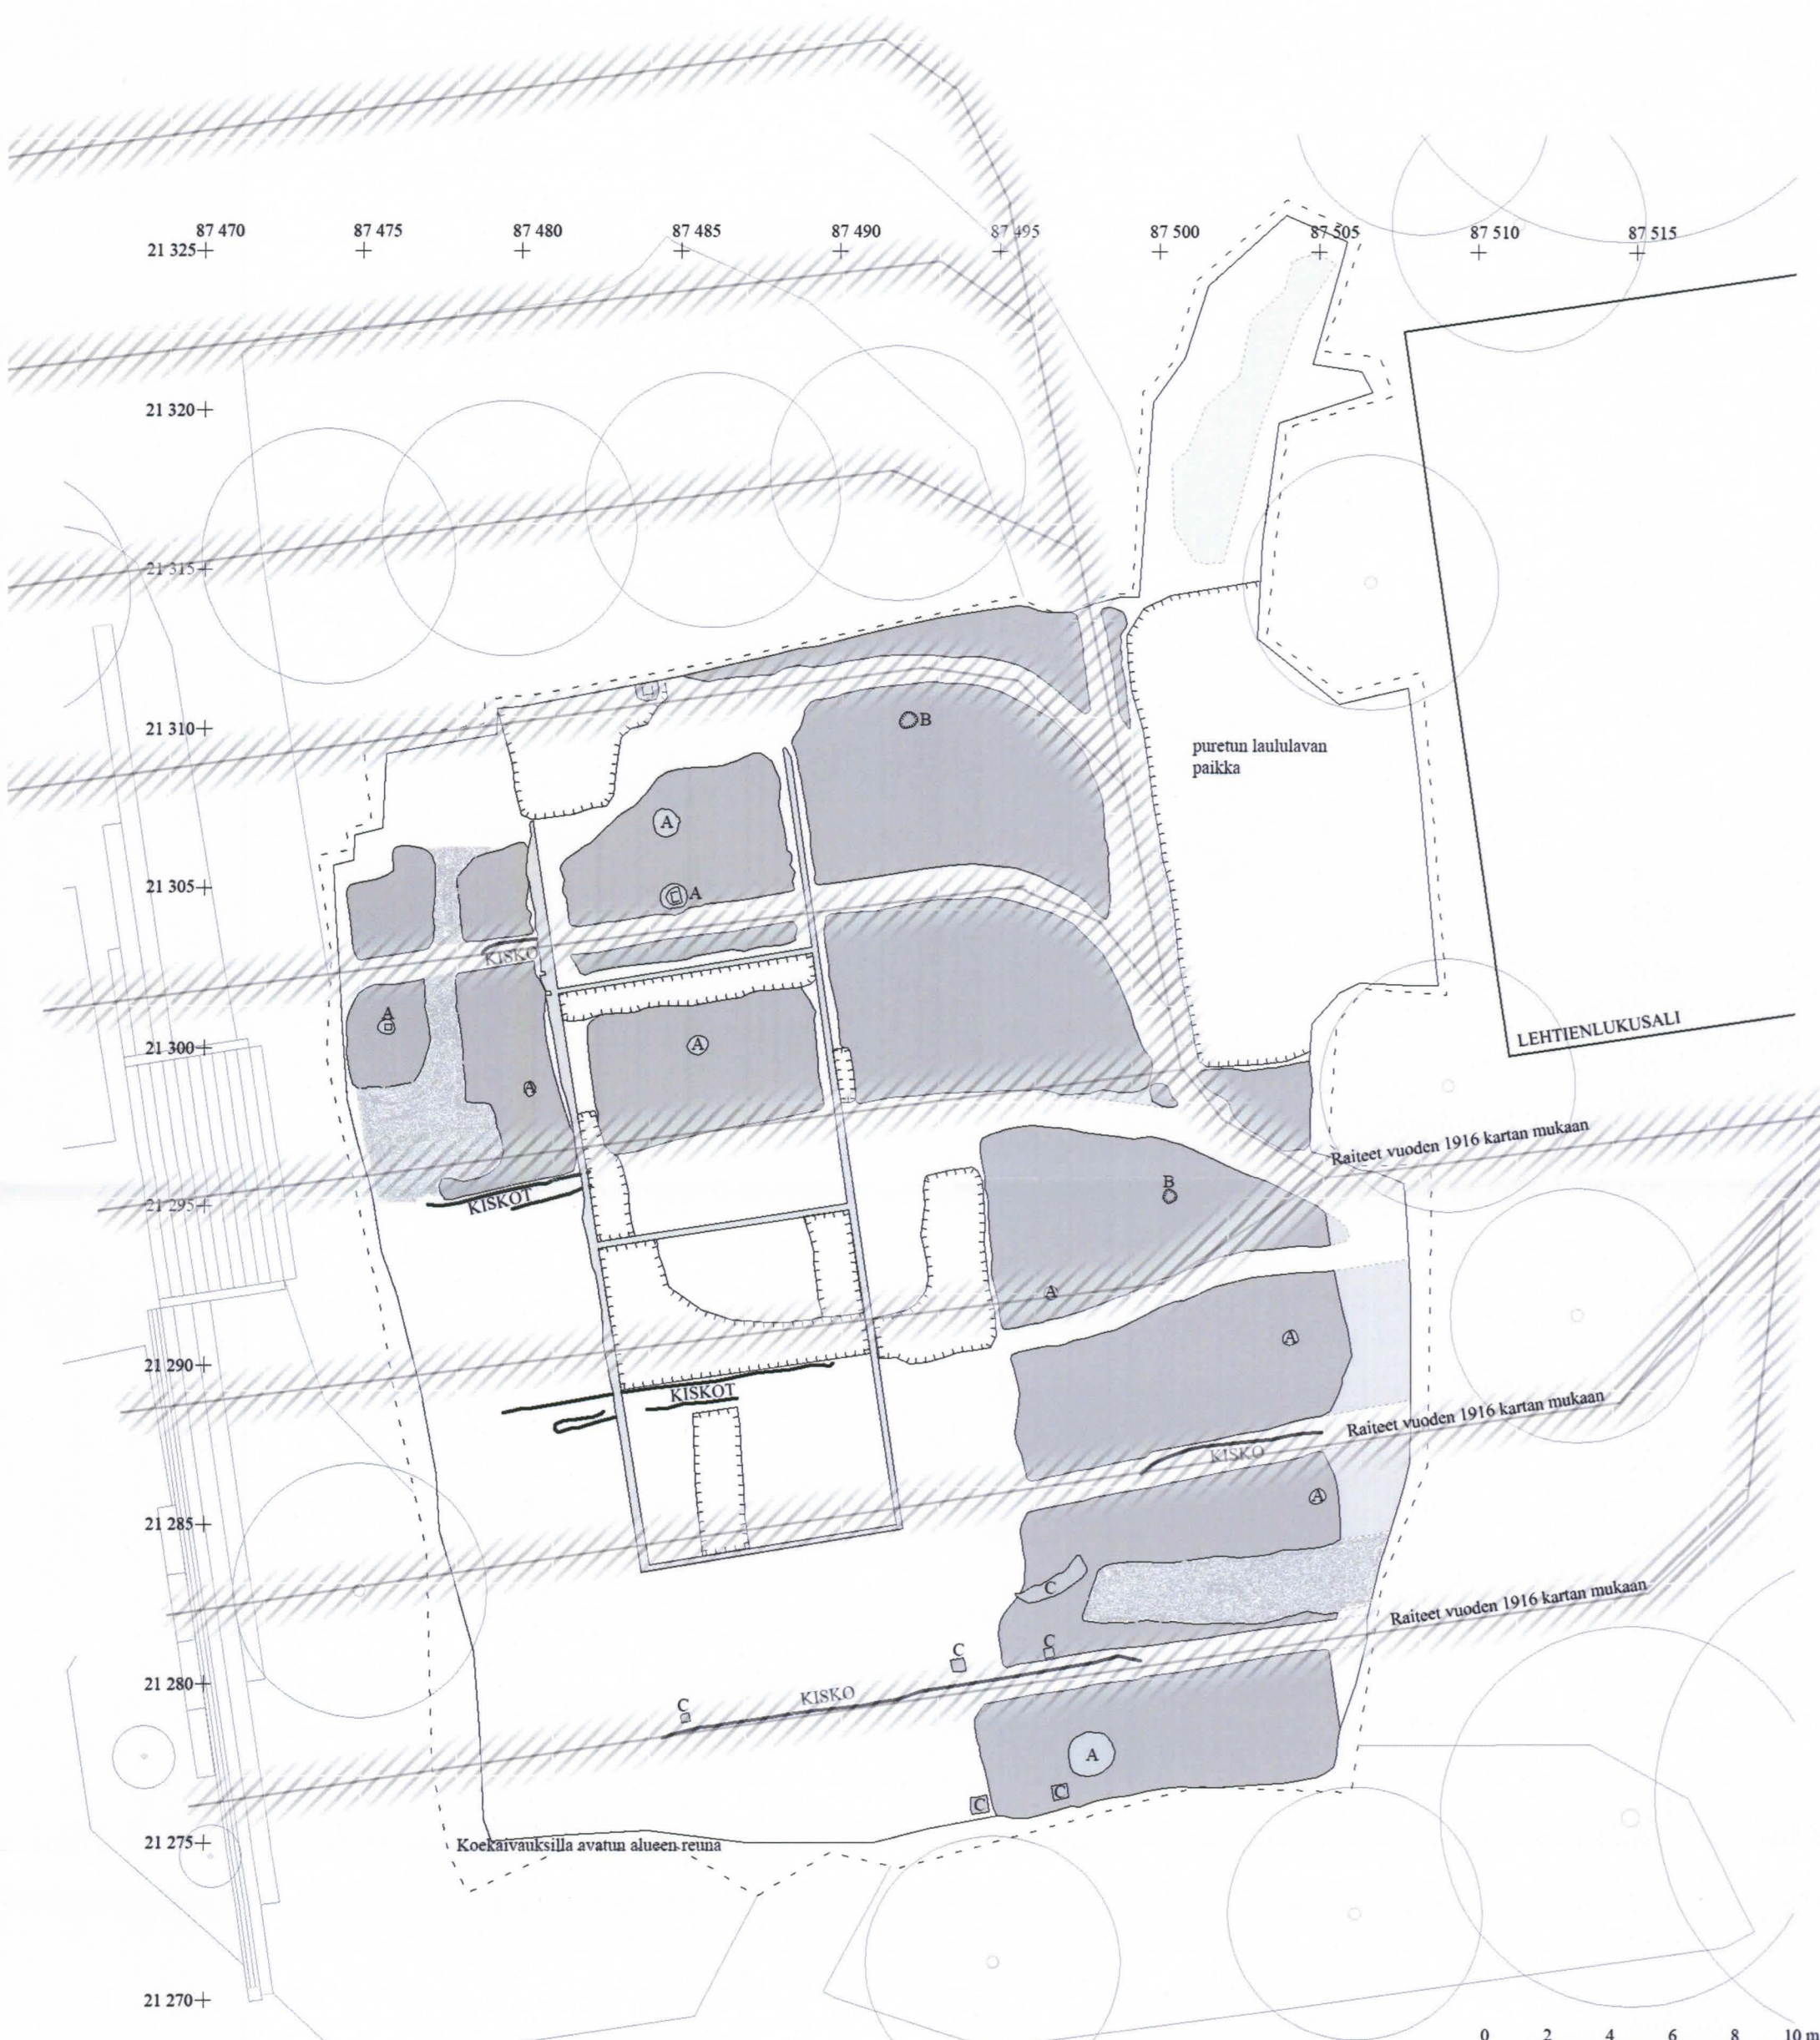 87 470 87 475 87 480 87 485 87 490 87 495 87 500 87 505 87 510 87 515
21 325
21 320
21 315
21 310
B
puretun laululavan
paikka
A
21 305
A
KISKO
A
A
21 300
LEHTIENLUKUSALI
A
Raiteet vuoden 1916 kartan mukaan
B
21 295
KISKOT
A
A
21 290
KISKOT
Raiteet vuoden 1916 kartan mukaan
KISKO
A
21 285
C
Raiteet vuoden 1916 kartan mukaan
C
C
21 280
KISKO
C
A
C
C
21 275
Koekaivauksilla avatun alueen reuna
21 270
0 2 4 6 8 10 m